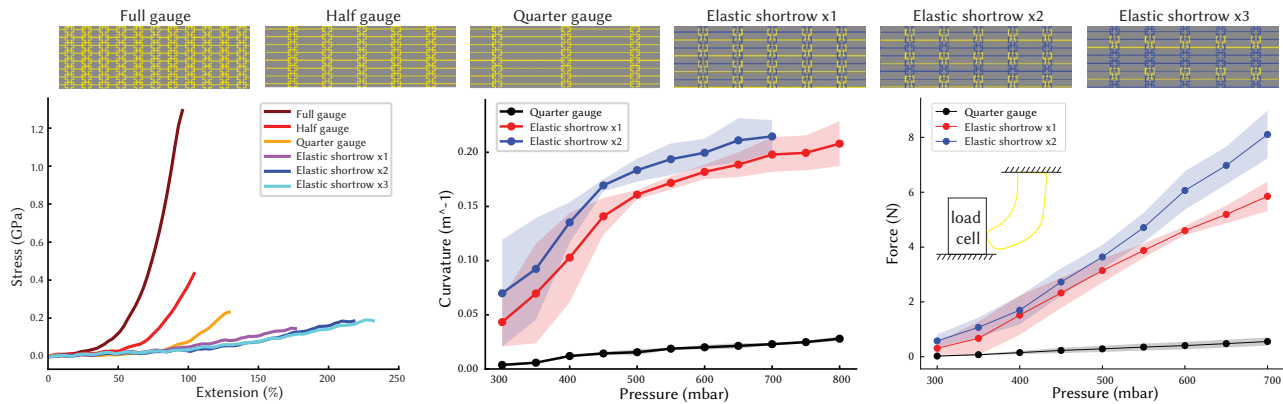 Full gauge
Half gauge
Quarter gauge
Elastic shortrow x1
Elastic shortrow x2
Elastic shortrow x3
Full gauge
Half gauge
Quarter gauge
Elastic shortrow x1
Elastic shortrow x2
Elastic shortrow x3
1.2
1.0
0.8
0.6
0.4
0.2
0.0
Stress (GPa)
0
50
100
150
200
250
Extension (%)
Quarter gauge
Elastic shortrow x1
Elastic shortrow x2
0.20
0.15
0.10
0.05
0.00
Curvature (m^-1)
300
400
500
600
700
800
Pressure (mbar)
Quarter gauge
Elastic shortrow x1
Elastic shortrow x2
load
cell
8
6
4
2
0
Force (N)
300
350
400
450
500
550
600
650
700
Pressure (mbar)